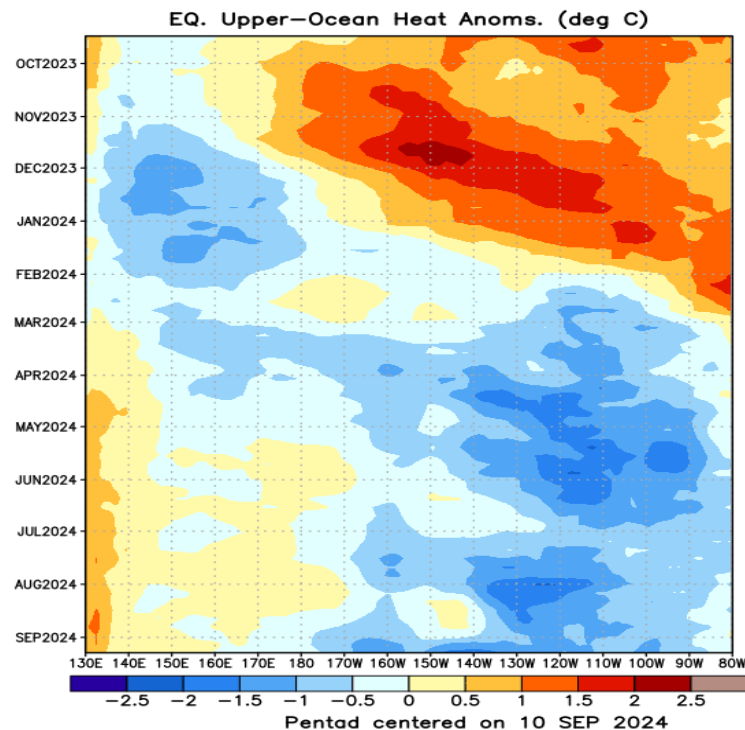 EQ. Upper-Ocean Heat Anoms. (deg C)
OCT2023
NOV2023
DEC2023
JAN2024
FEB2024
MAR2024
APR2024
MAY2024
JUN2024
JUL2024
AUG2024
SEP2024
130E 140E 150E 160E 170E 180 170W 160W 150W 140W 130W 120W 110W 100W 90W 80W
-2.5 -2 -1.5 -1 -0.5 0 0.5 1 1.5 2 2.5
Pentad centered on 10 SEP 2024